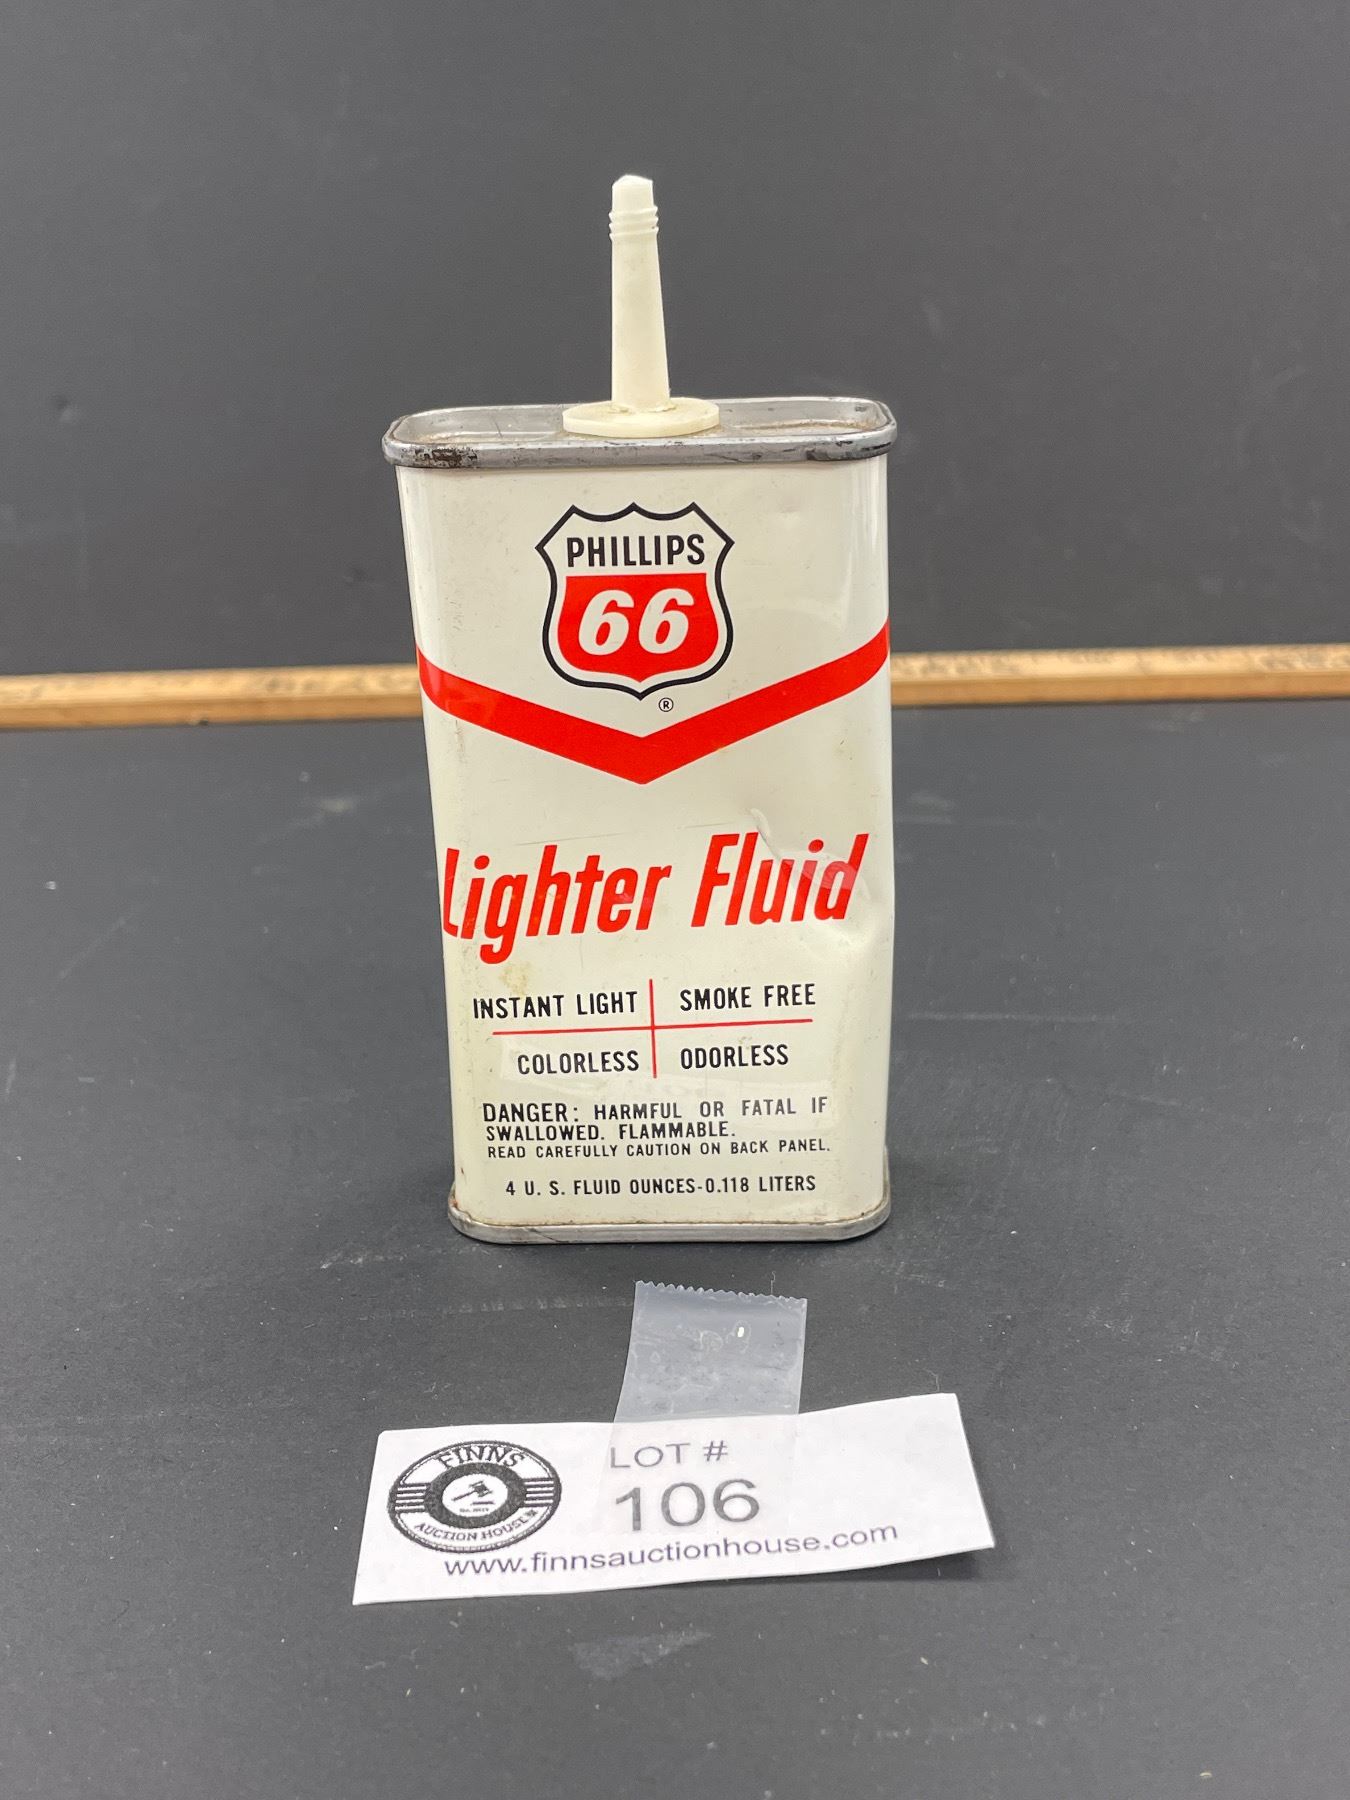 PHILLIPS
66
®
Lighter Fluid
INSTANT LIGHT SMOKE FREE
COLORLESS ODORLESS
DANGER: HARMFUL OR FATAL IF
SWALLOWED. FLAMMABLE.
READ CAREFULLY CAUTION ON BACK PANEL.
4 U. S. FLUID OUNCES-0.118 LITERS
FINNS
AUCTION HOUSE
LOT #
106
www.finnsauctionhouse.com